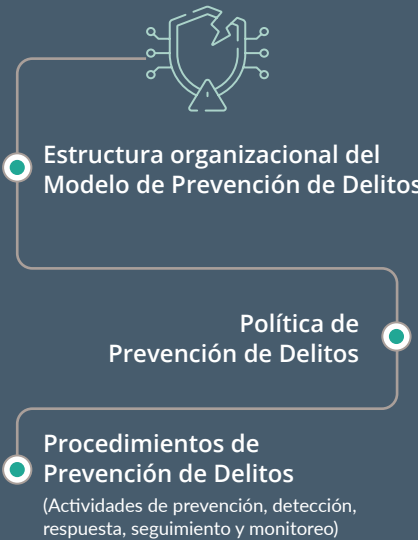 Estructura organizacional del
Modelo de Prevención de Delitos
Política de
Prevención de Delitos
Procedimientos de
Prevención de Delitos
(Actividades de prevención, detección,
respuesta, seguimiento y monitoreo)